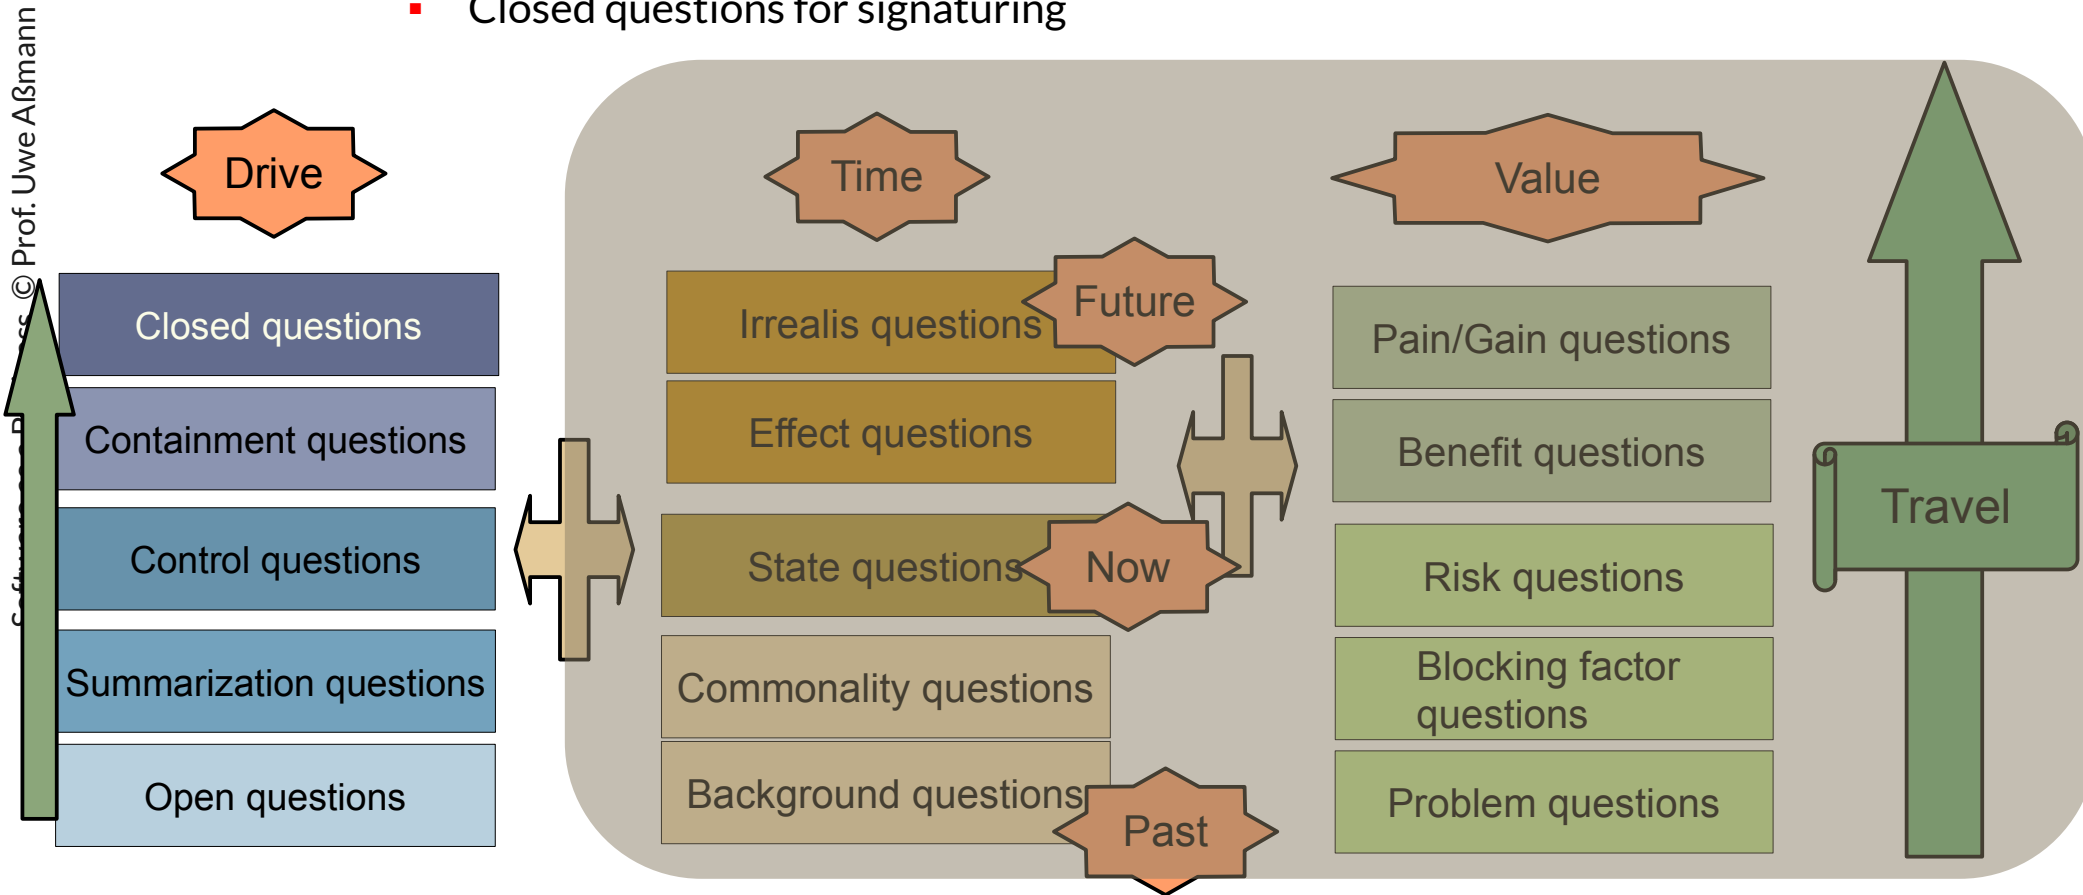 Closed questions for signaturing
© Prof. Uwe Aßmann
Drive
Time
Value
Future
Closed questions
Irrealis questions
Pain/Gain questions
Containment questions
Effect questions
Benefit questions
Travel
Control questions
State questions
Now
Risk questions
Summarization questions
Commonality questions
Blocking factor
questions
Open questions
Background questions
Past
Problem questions